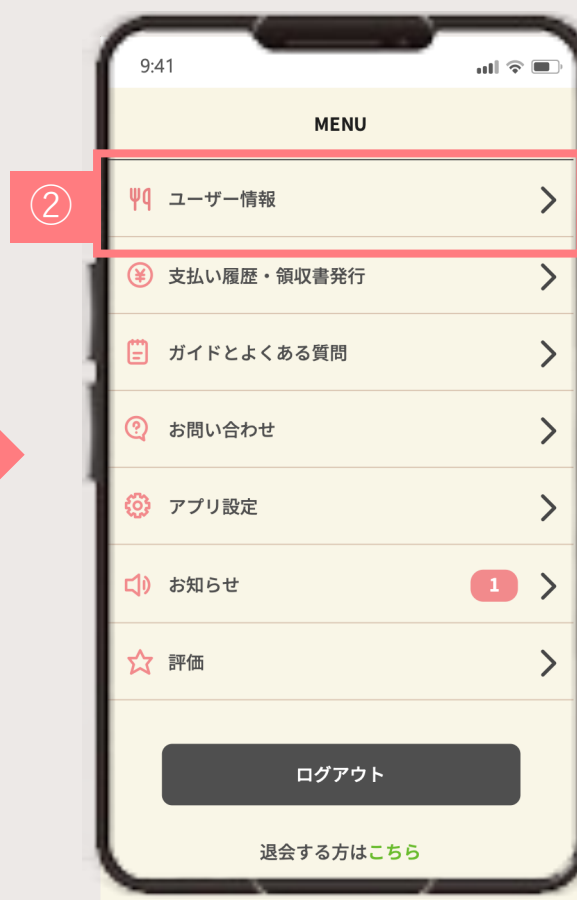 9:41
MENU
②
ユーザー情報
支払い履歴・領収書発行
ガイドとよくある質問
お問い合わせ
アプリ設定
お知らせ 1
評価
ログアウト
退会する方はこちら